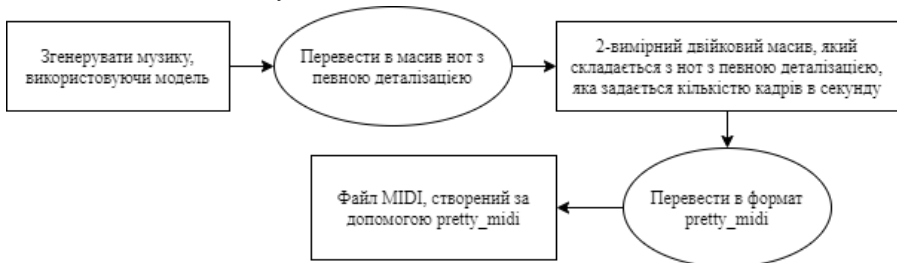 Згенерувати музику,
використовуючи модель
Перевести в масив нот з
певною деталізацією
2-вимірний двійковий масив, який
складається з нот з певною деталізацією,
яка задається кількістю кадрів в секунду
Перевести в формат
pretty_midi
Файл MIDI, створений за
допомогою pretty_midi